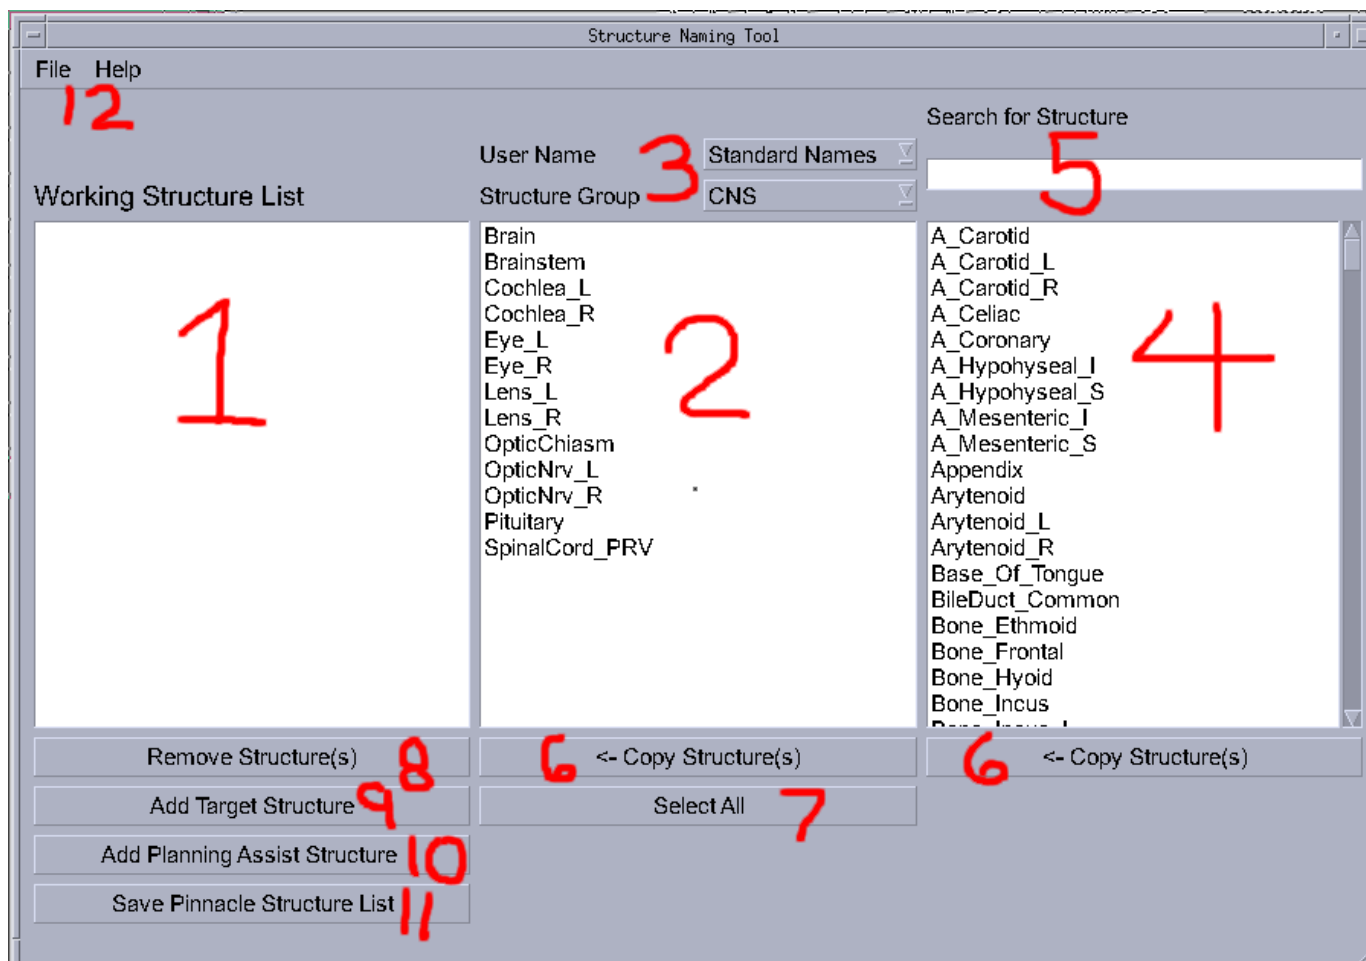 Structure Naming Tool
File Help
12
Search for Structure
User Name 3 Standard Names
5
Working Structure List
Structure Group CNS
1
Brain
Brainstem
Cochlea_L
Cochlea_R
Eye_L
Eye_R
Lens_L
Lens_R
OpticChiasm
OpticNrv_L
OpticNrv_R
Pituitary
SpinalCord_PRV
2
A_Carotid
A_Carotid_L
A_Carotid_R
A_Celiac
A_Coronary
A_Hypohyseal_I
A_Hypohyseal_S
A_Mesenteric_I
A_Mesenteric_S
Appendix
Arytenoid
Arytenoid_L
Arytenoid_R
Base_Of_Tongue
BileDuct_Common
Bone_Ethmoid
Bone_Frontal
Bone_Hyoid
Bone_Incus
4
Remove Structure(s) 8
6 <- Copy Structure(s)
6 <- Copy Structure(s)
Add Target Structure 9
Select All 7
Add Planning Assist Structure 10
Save Pinnacle Structure List 11